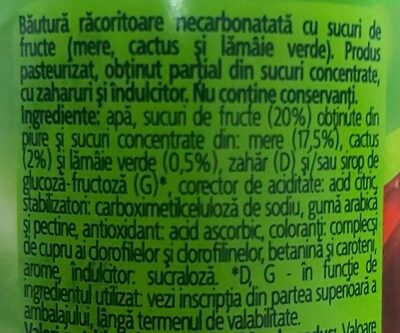 Băutură răcoritoare necarbonatată cu sucuri de
fructe (mere, cactus și lămâie verde). Produs
pasteurizat, obținut parțial din sucuri concentrate,
cu zaharuri și îndulcitor. Nu conține conservanți.
Ingrediente: apă, sucuri de fructe (20%) obținute din
piure și sucuri concentrate din: mere (17,5%), cactus
(2%) și lămâie verde (0,5%), zahăr (D) și/sau sirop de
glucoză-fructoză (G)*, corector de aciditate: acid citric,
stabilizatori: carboximetilceluloză de sodiu, gumă arabică
și pectine, antioxidant: acid ascorbic, coloranți: complecși
de cupru ai clorofilelor și clorofilinelor, betanină și caroteni,
arome, îndulcitor: sucraloză. *D, G - în funcție de
ingredientul utilizat: vezi inscripția din partea superioară a
ambalajului, lângă termenul de valabilitate.
Valoare